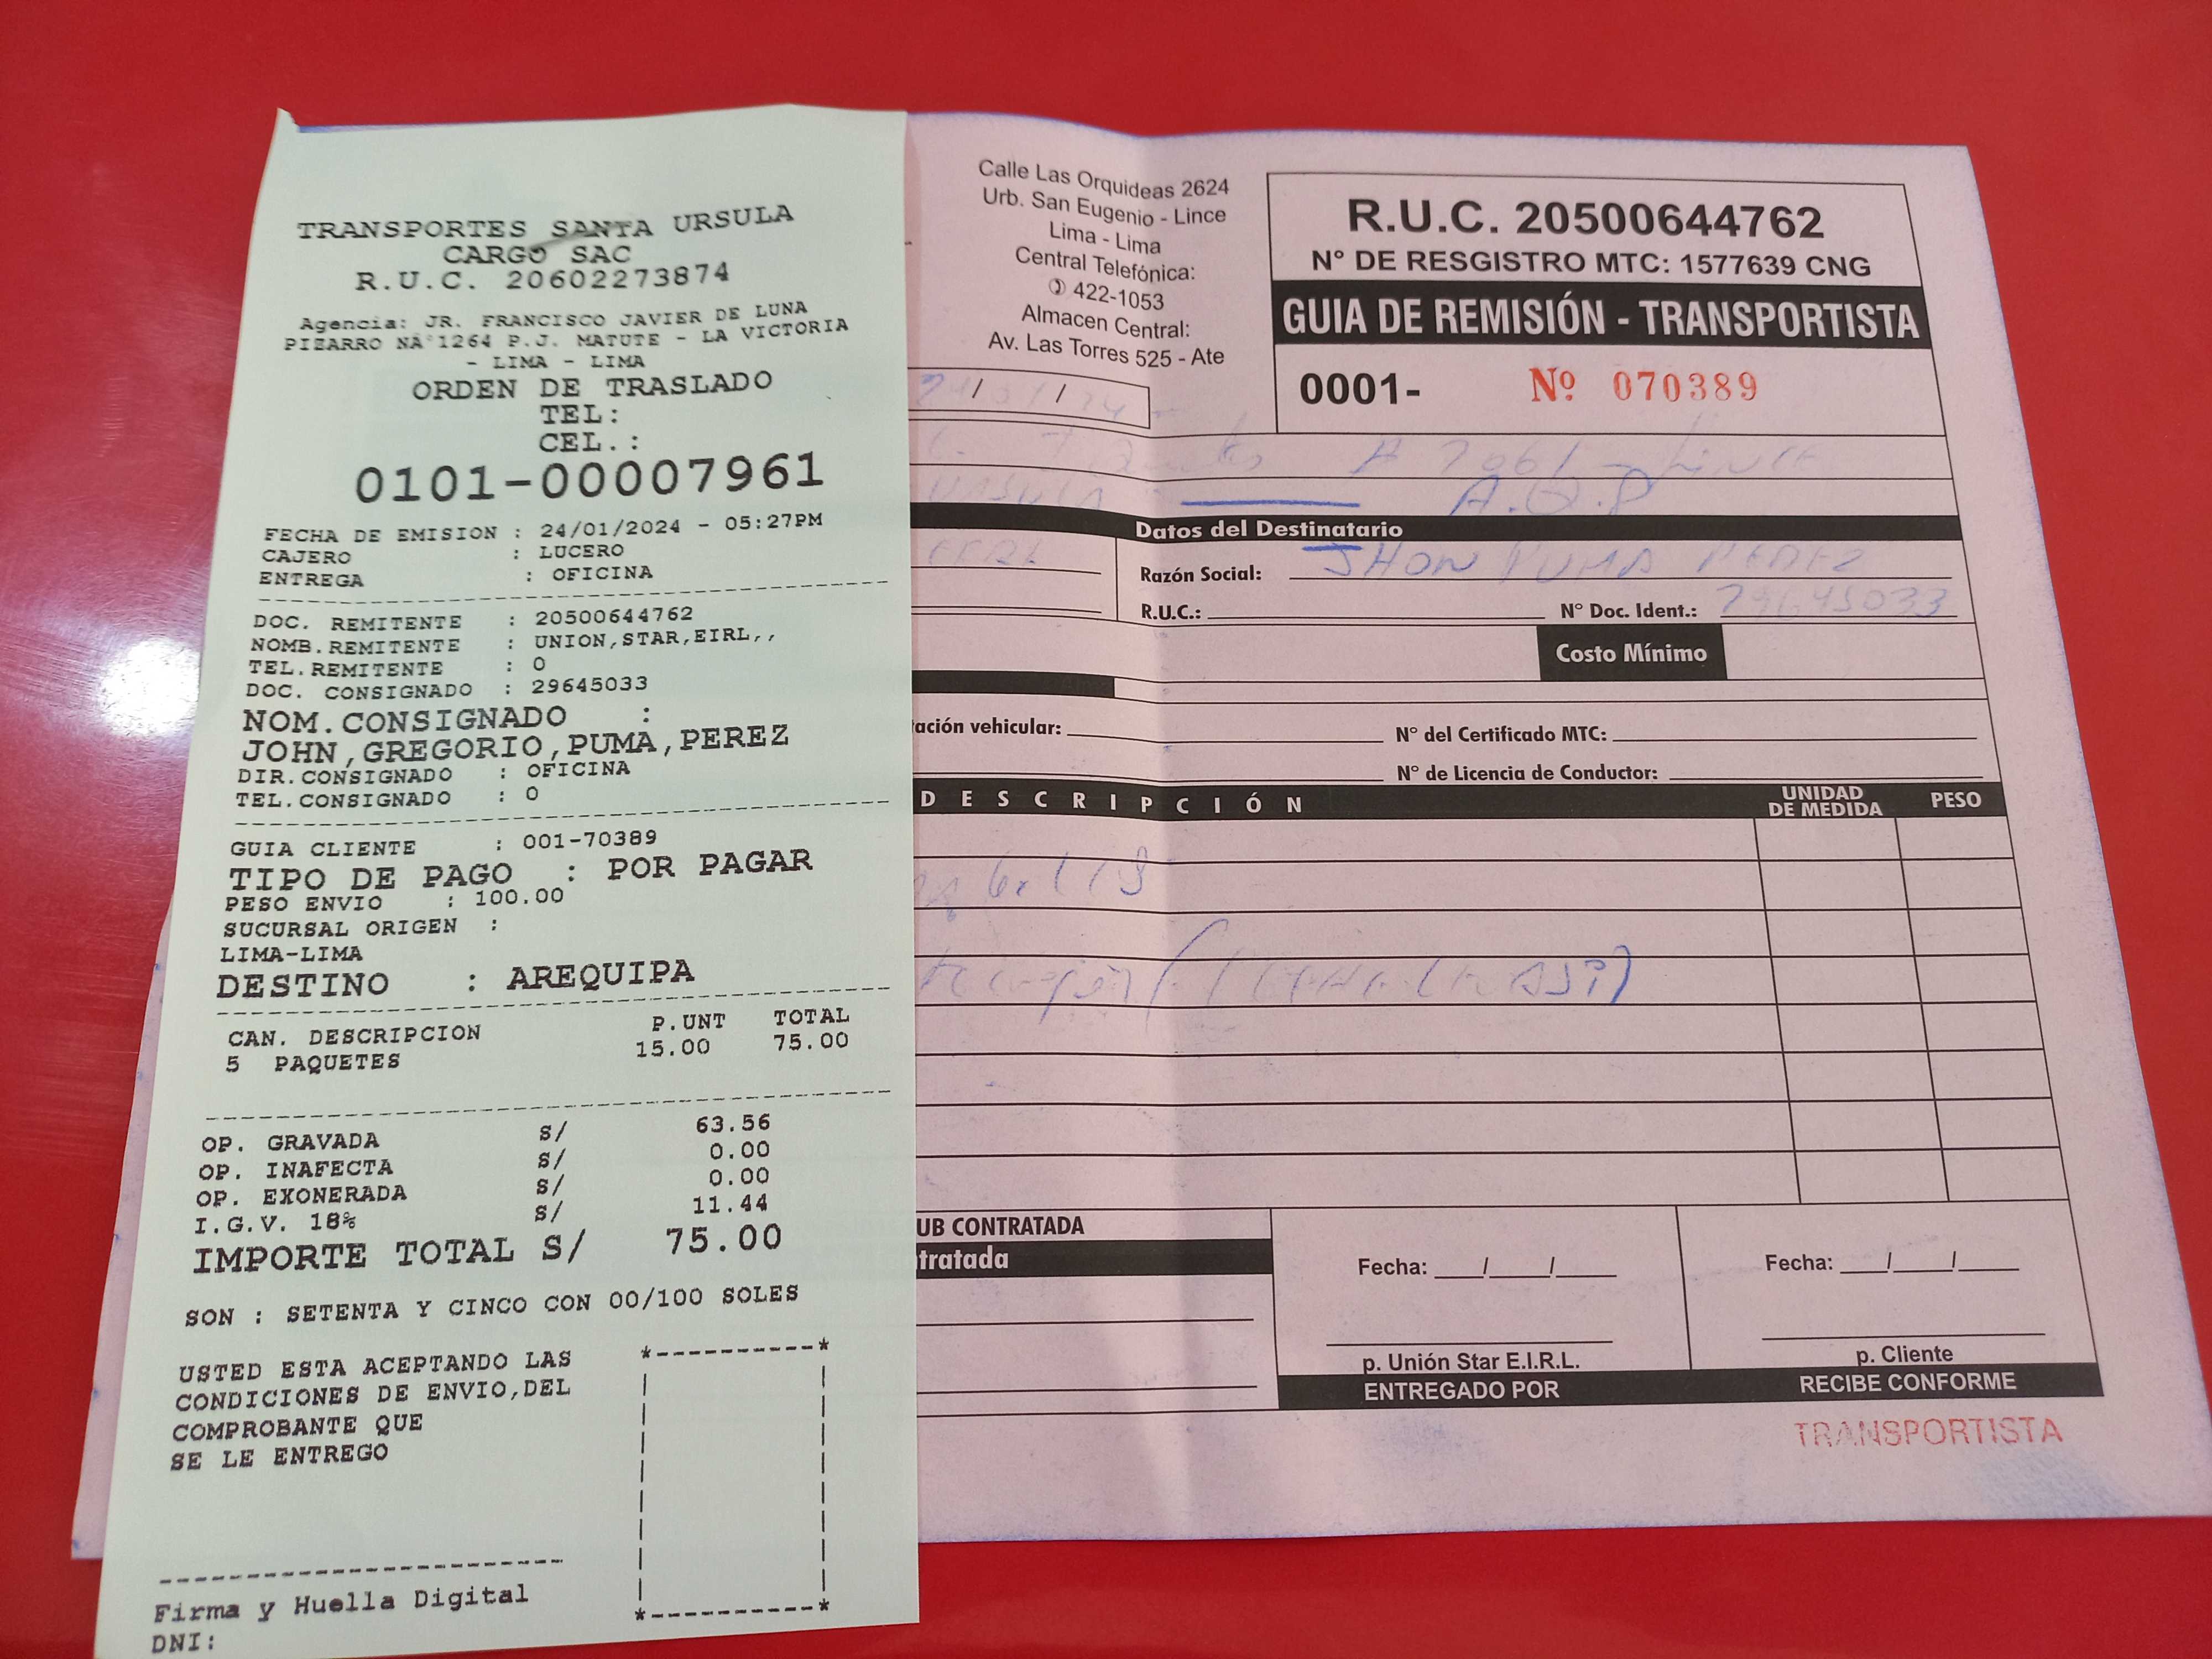 TRANSPORTES SANTA URSULA
CARGO SAC
R.U.C. 20602273874
Agencia: JR. FRANCISCO JAVIER DE LUNA
PIZARRO NÂ°1264 P.J. MATUTE - LA VICTORIA
- LIMA - LIMA
ORDEN DE TRASLADO
TEL:
CEL.:
0101-00007961
FECHA DE EMISION : 24/01/2024 - 05:27PM
CAJERO : LUCERO
ENTREGA : OFICINA
DOC. REMITENTE : 20500644762
NOMB.REMITENTE : UNION,STAR,EIRL,,
TEL.REMITENTE : 0
DOC. CONSIGNADO : 29645033
NOM.CONSIGNADO :
JOHN,GREGORIO,PUMA,PEREZ
DIR.CONSIGNADO : OFICINA
TEL.CONSIGNADO : 0
GUIA CLIENTE : 001-70389
TIPO DE PAGO : POR PAGAR
PESO ENVIO : 100.00
SUCURSAL ORIGEN :
LIMA-LIMA
DESTINO : AREQUIPA
CAN. DESCRIPCION P.UNT TOTAL
5 PAQUETES 15.00 75.00
OP. GRAVADA S/ 63.56
OP. INAFECTA S/ 0.00
OP. EXONERADA S/ 0.00
I.G.V. 18% S/ 11.44
IMPORTE TOTAL S/ 75.00
SON : SETENTA Y CINCO CON 00/100 SOLES
USTED ESTA ACEPTANDO LAS
CONDICIONES DE ENVIO,DEL
COMPROBANTE QUE
SE LE ENTREGO
Firma y Huella Digital
DNI:
Calle Las Orquideas 2624
Urb. San Eugenio - Lince
Lima - Lima
Central Telefónica:
422-1053
Almacen Central:
Av. Las Torres 525 - Ate
R.U.C. 20500644762
N° DE RESGISTRO MTC: 1577639 CNG
GUIA DE REMISIÓN - TRANSPORTISTA
0001- Nº 070389
A.Q.P
Datos del Destinatario
Razón Social: JHON PUMA PEREZ
R.U.C.: N° Doc. Ident.: 29645033
Costo Mínimo
ación vehicular: N° del Certificado MTC:
N° de Licencia de Conductor:
DESCRIPCIÓN UNIDAD DE MEDIDA PESO
UB CONTRATADA
tratada
Fecha: / /
p. Unión Star E.I.R.L.
ENTREGADO POR
Fecha: / /
p. Cliente
RECIBE CONFORME
TRANSPORTISTA